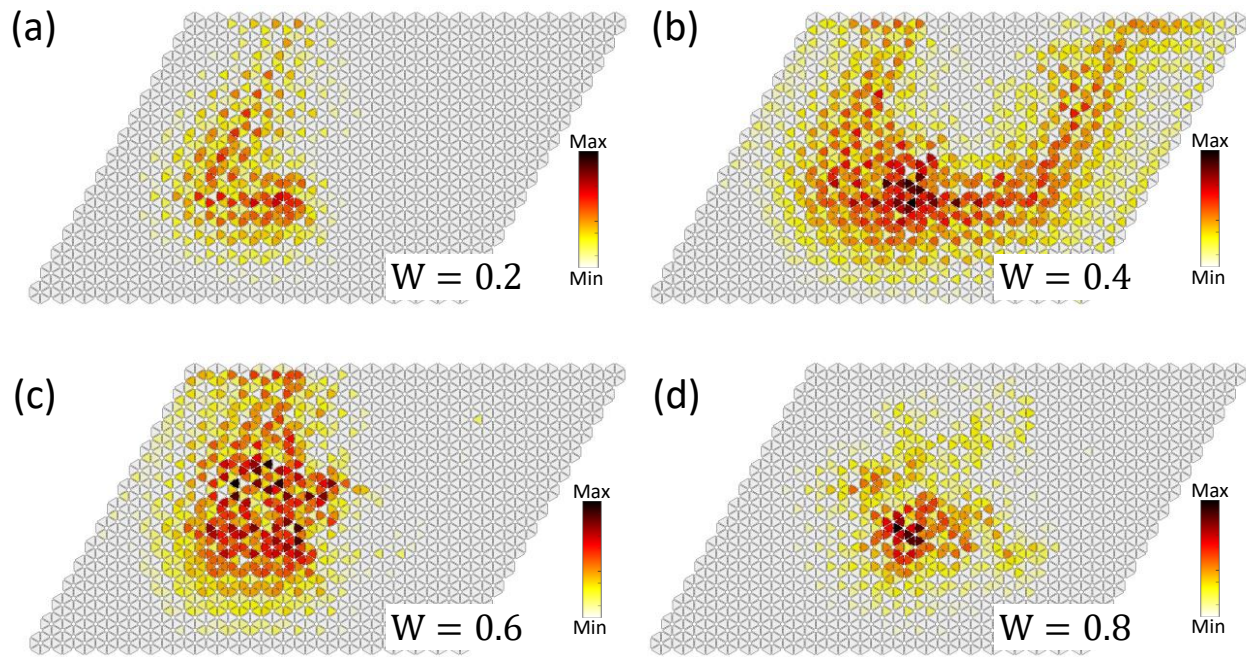 (a)
Max
Min
W = 0.2
(b)
Max
Min
W = 0.4
(c)
Max
Min
W = 0.6
(d)
Max
Min
W = 0.8